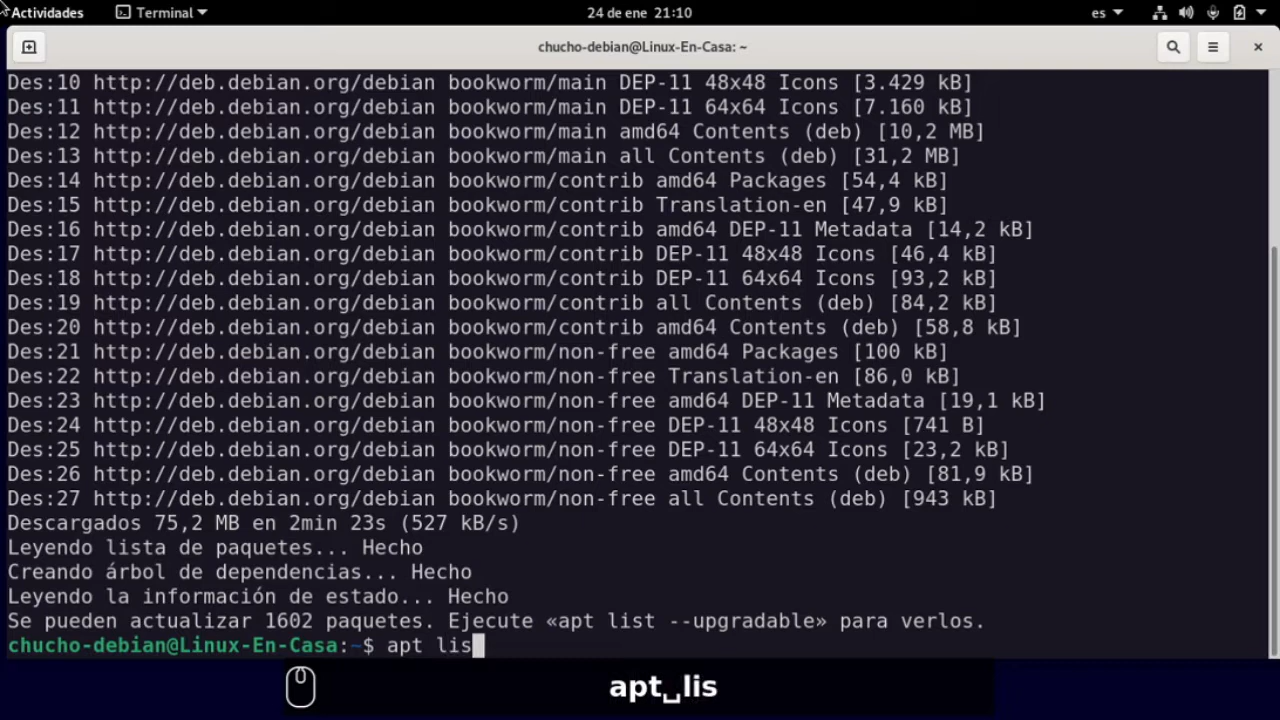 Actividades Terminal 24 de ene 21:10 es
chucho-debian@Linux-En-Casa: ~
Des:10 http://deb.debian.org/debian bookworm/main DEP-11 48x48 Icons [3.429 kB]
Des:11 http://deb.debian.org/debian bookworm/main DEP-11 64x64 Icons [7.160 kB]
Des:12 http://deb.debian.org/debian bookworm/main amd64 Contents (deb) [10,2 MB]
Des:13 http://deb.debian.org/debian bookworm/main all Contents (deb) [31,2 MB]
Des:14 http://deb.debian.org/debian bookworm/contrib amd64 Packages [54,4 kB]
Des:15 http://deb.debian.org/debian bookworm/contrib Translation-en [47,9 kB]
Des:16 http://deb.debian.org/debian bookworm/contrib amd64 DEP-11 Metadata [14,2 kB]
Des:17 http://deb.debian.org/debian bookworm/contrib DEP-11 48x48 Icons [46,4 kB]
Des:18 http://deb.debian.org/debian bookworm/contrib DEP-11 64x64 Icons [93,2 kB]
Des:19 http://deb.debian.org/debian bookworm/contrib all Contents (deb) [84,2 kB]
Des:20 http://deb.debian.org/debian bookworm/contrib amd64 Contents (deb) [58,8 kB]
Des:21 http://deb.debian.org/debian bookworm/non-free amd64 Packages [100 kB]
Des:22 http://deb.debian.org/debian bookworm/non-free Translation-en [86,0 kB]
Des:23 http://deb.debian.org/debian bookworm/non-free amd64 DEP-11 Metadata [19,1 kB]
Des:24 http://deb.debian.org/debian bookworm/non-free DEP-11 48x48 Icons [741 B]
Des:25 http://deb.debian.org/debian bookworm/non-free DEP-11 64x64 Icons [23,2 kB]
Des:26 http://deb.debian.org/debian bookworm/non-free amd64 Contents (deb) [81,9 kB]
Des:27 http://deb.debian.org/debian bookworm/non-free all Contents (deb) [943 kB]
Descargados 75,2 MB en 2min 23s (527 kB/s)
Leyendo lista de paquetes... Hecho
Creando árbol de dependencias... Hecho
Leyendo la información de estado... Hecho
Se pueden actualizar 1602 paquetes. Ejecute «apt list --upgradable» para verlos.
chucho-debian@Linux-En-Casa:~$ apt lis
apt␣lis